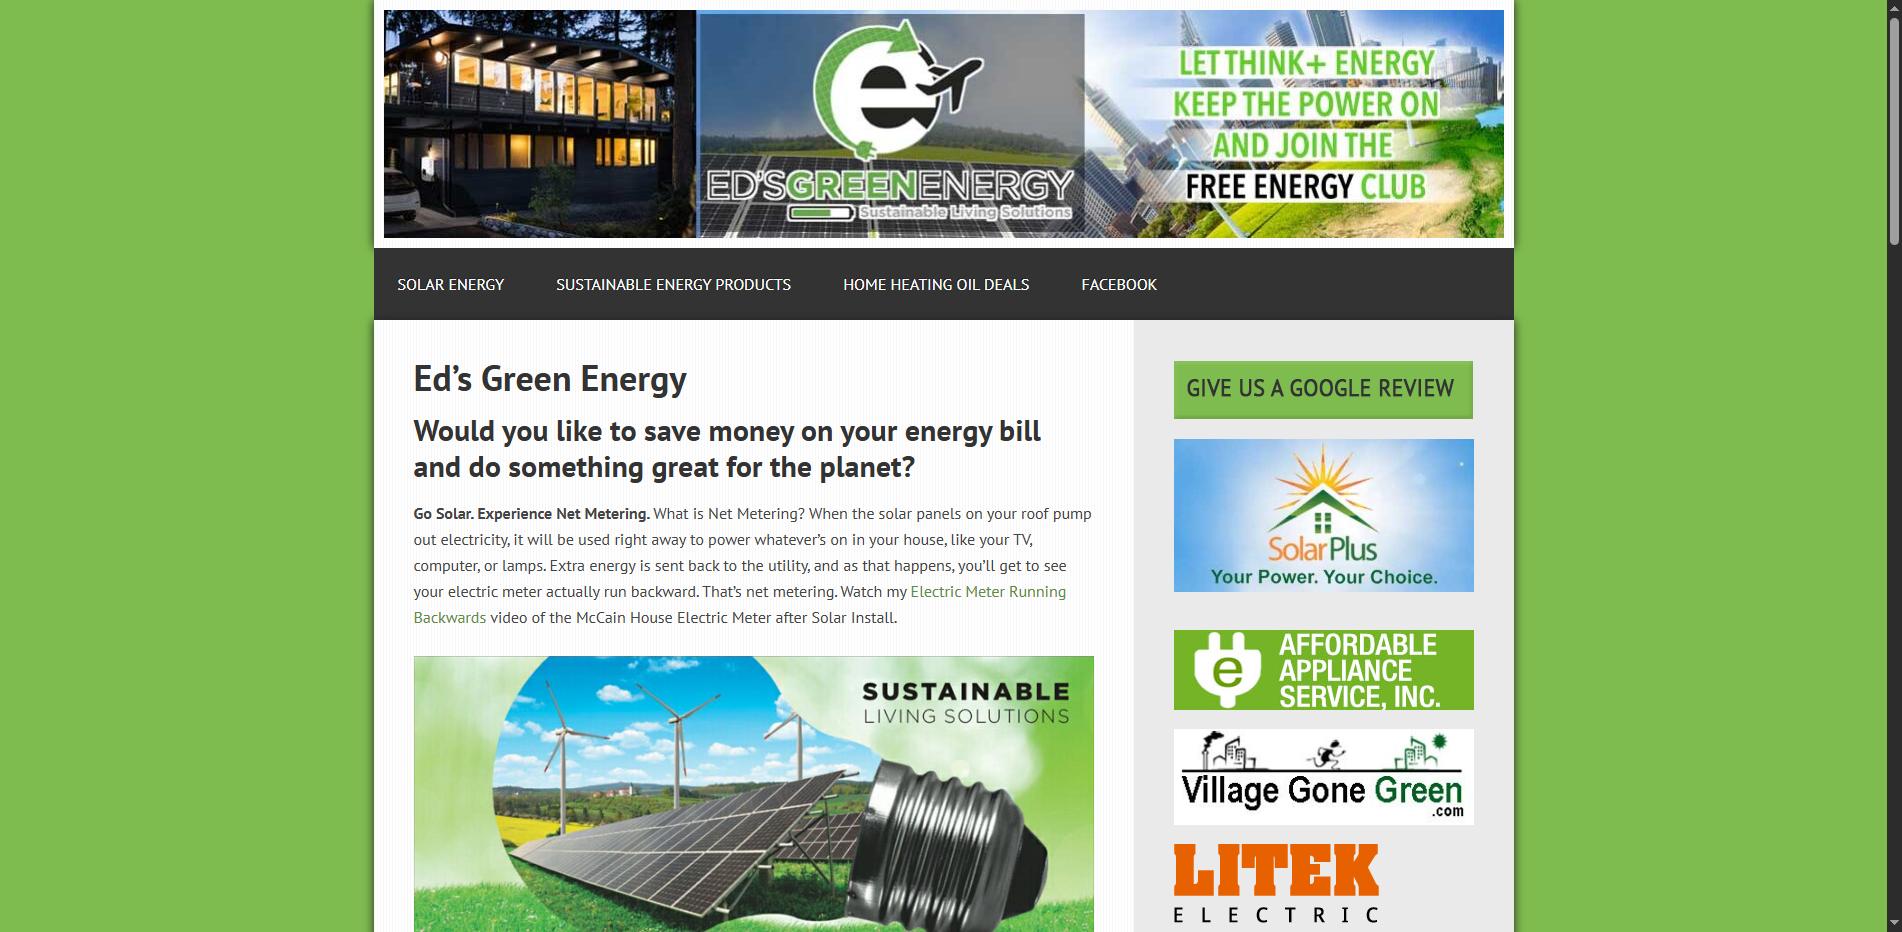 LET THINK+ ENERGY
KEEP THE POWER ON
AND JOIN THE
FREE ENERGY CLUB
e
ED'SGREENENERGY
Sustainable Living Solutions
SOLAR ENERGY
SUSTAINABLE ENERGY PRODUCTS
HOME HEATING OIL DEALS
FACEBOOK
Ed’s Green Energy
Would you like to save money on your energy bill
and do something great for the planet?
Go Solar. Experience Net Metering. What is Net Metering? When the solar panels on your roof pump
out electricity, it will be used right away to power whatever’s on in your house, like your TV,
computer, or lamps. Extra energy is sent back to the utility, and as that happens, you’ll get to see
your electric meter actually run backward. That’s net metering. Watch my Electric Meter Running
Backwards video of the McCain House Electric Meter after Solar Install.
SUSTAINABLE
LIVING SOLUTIONS
GIVE US A GOOGLE REVIEW
SolarPlus
Your Power. Your Choice.
e
AFFORDABLE
APPLIANCE
SERVICE, INC.
Village Gone Green
.com
LITEK
ELECTRIC